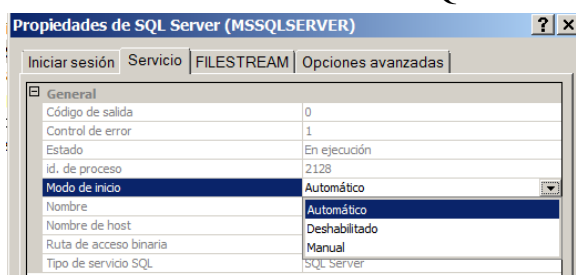 Propiedades de SQL Server (MSSQLSERVER) ? ×
Iniciar sesión Servicio FILESTREAM Opciones avanzadas
General
Código de salida 0
Control de error 1
Estado En ejecución
id. de proceso 2128
Modo de inicio Automático
Nombre Automático
Nombre de host Deshabilitado
Ruta de acceso binaria Manual
Tipo de servicio SQL SQL Server